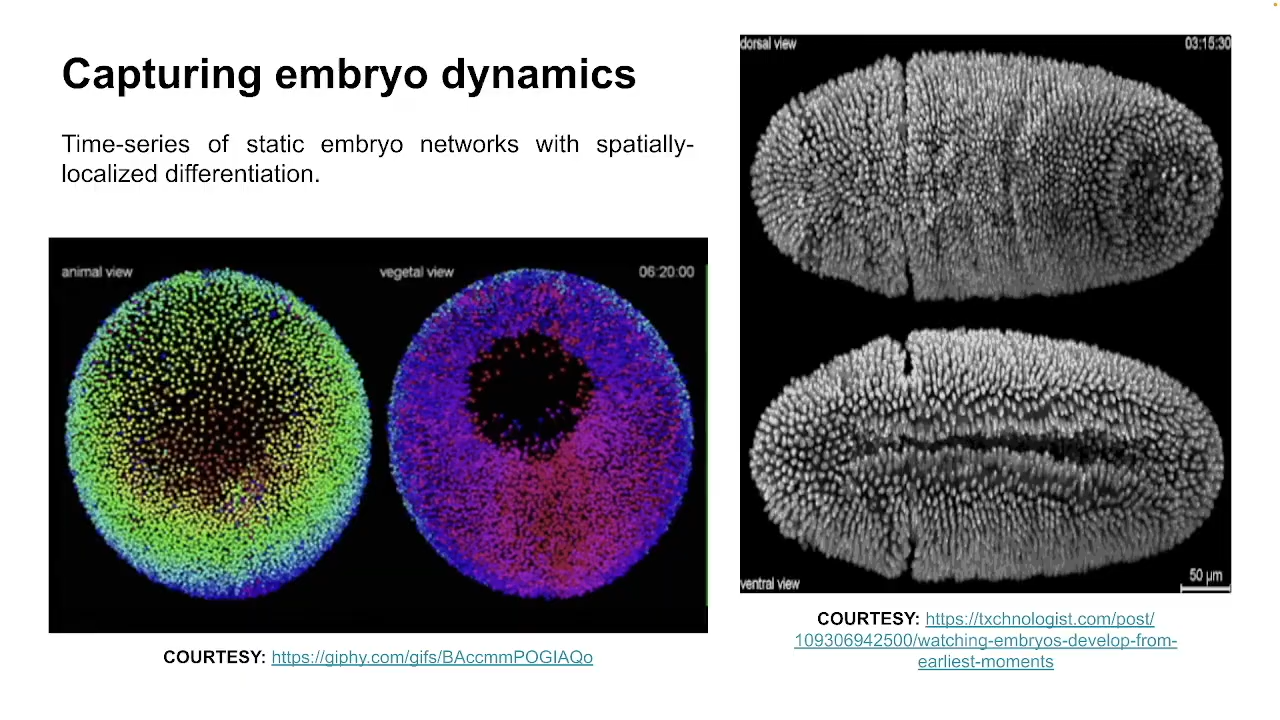 Capturing embryo dynamics
Time-series of static embryo networks with spatially-
localized differentiation.
animal view
vegetal view
06:20:00
COURTESY: https://giphy.com/gifs/BAccmmPOGIAQo
dorsal view
03:15:30
ventral view
50 µm
COURTESY: https://txchnologist.com/post/
109306942500/watching-embryos-develop-from-
earliest-moments